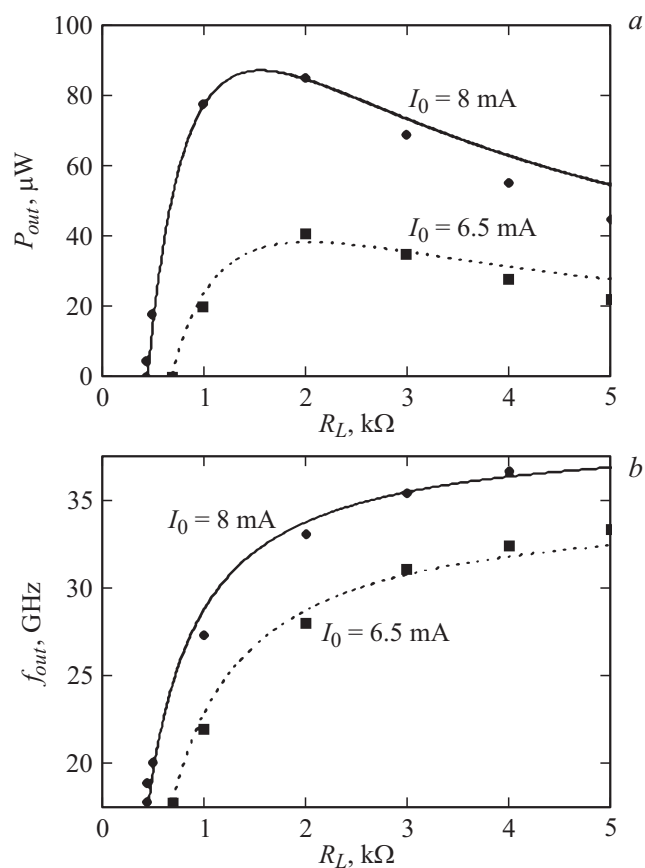 a
100
80
60
40
20
0
P_out, μW
I_0 = 8 mA
I_0 = 6.5 mA
0 1 2 3 4 5
R_L, kΩ
b
35
30
25
20
f_out, GHz
I_0 = 8 mA
I_0 = 6.5 mA
0 1 2 3 4 5
R_L, kΩ